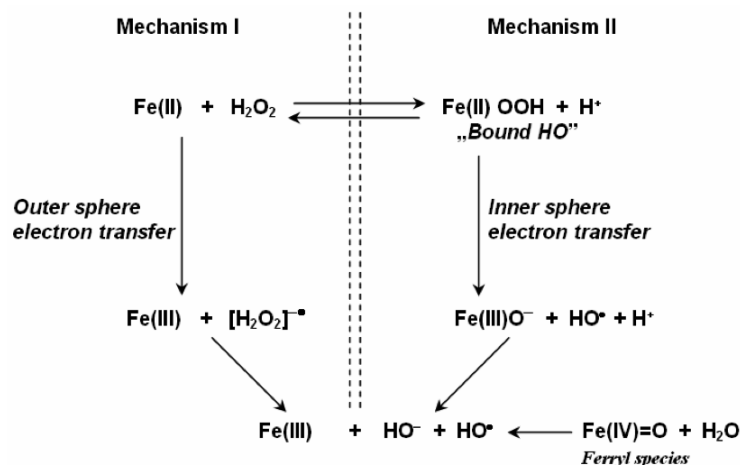 Mechanism I
Mechanism II
Fe(II) + H₂O₂
Fe(II) OOH + H⁺
„Bound HO”
Outer sphere
electron transfer
Inner sphere
electron transfer
Fe(III) + [H₂O₂]⁻•
Fe(III)O⁻ + HO• + H⁺
Fe(III) + HO⁻ + HO•
Fe(IV)=O + H₂O
Ferryl species